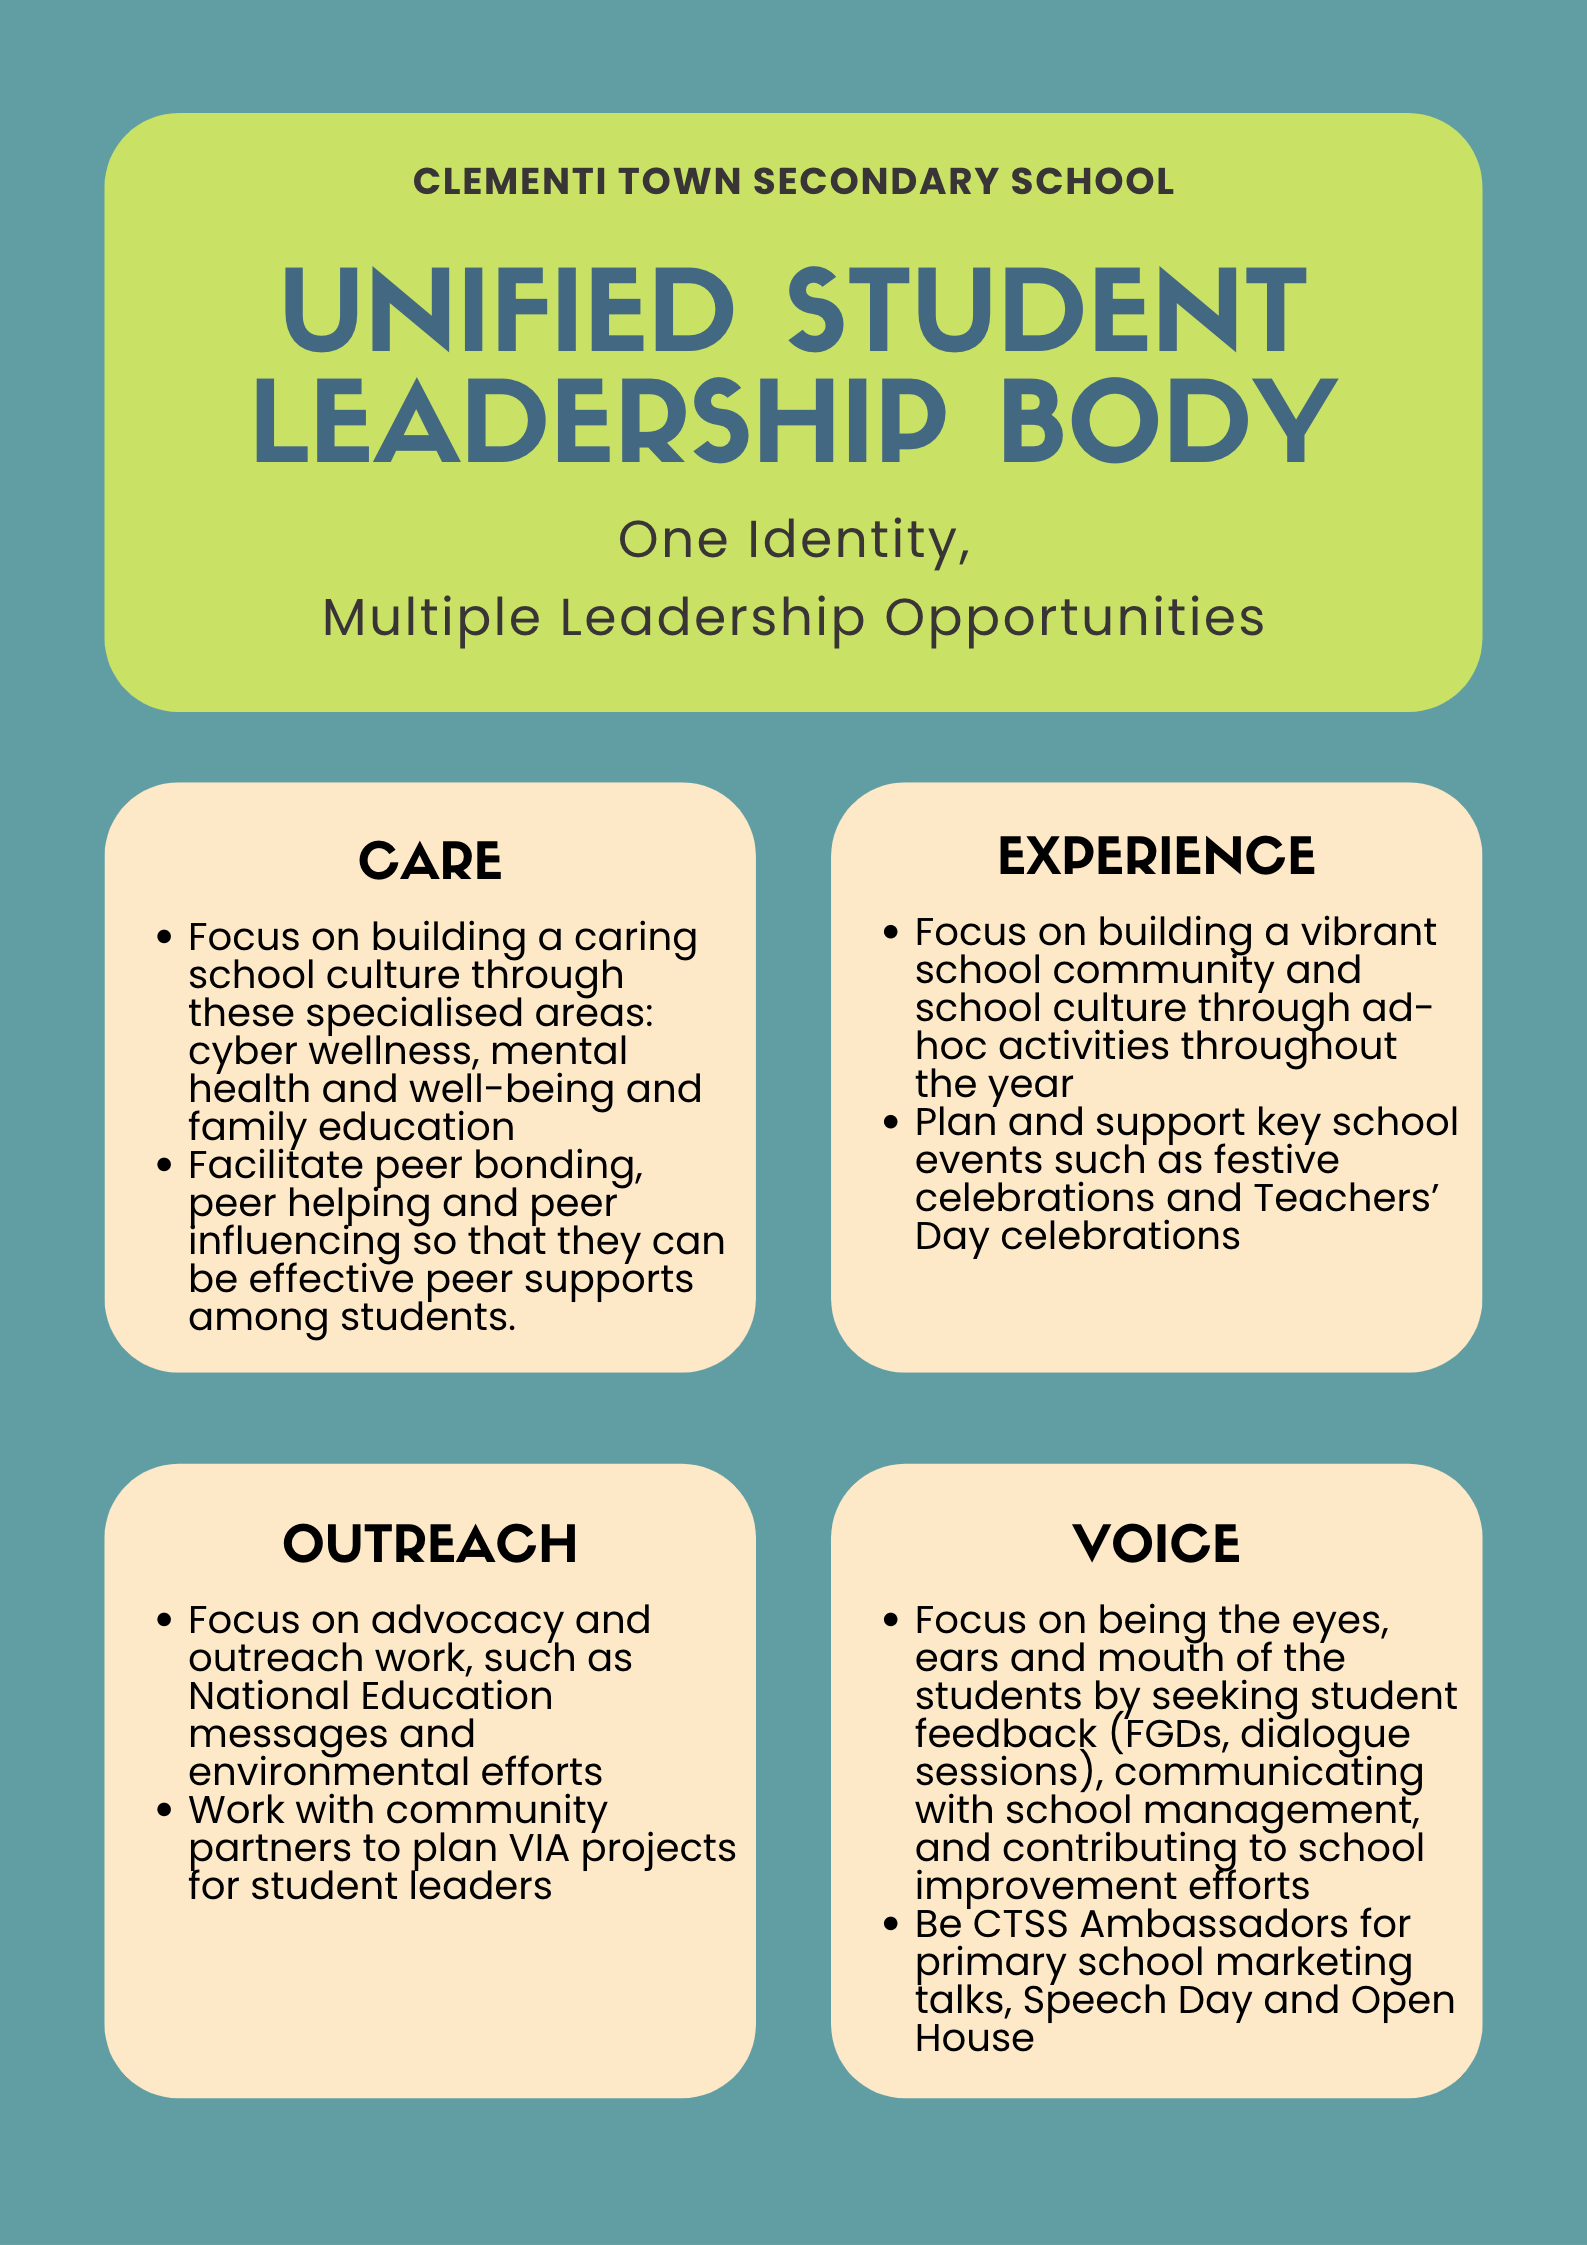 CLEMENTI TOWN SECONDARY SCHOOL
UNIFIED STUDENT
LEADERSHIP BODY
One Identity,
Multiple Leadership Opportunities
CARE
• Focus on building a caring
school culture through
these specialised areas:
cyber wellness, mental
health and well-being and
family education
• Facilitate peer bonding,
peer helping and peer
influencing so that they can
be effective peer supports
among students.
EXPERIENCE
• Focus on building a vibrant
school community and
school culture through ad-
hoc activities throughout
the year
• Plan and support key school
events such as festive
celebrations and Teachers’
Day celebrations
OUTREACH
• Focus on advocacy and
outreach work, such as
National Education
messages and
environmental efforts
• Work with community
partners to plan VIA projects
for student leaders
VOICE
• Focus on being the eyes,
ears and mouth of the
students by seeking student
feedback (FGDs, dialogue
sessions), communicating
with school management,
and contributing to school
improvement efforts
• Be CTSS Ambassadors for
primary school marketing
talks, Speech Day and Open
House